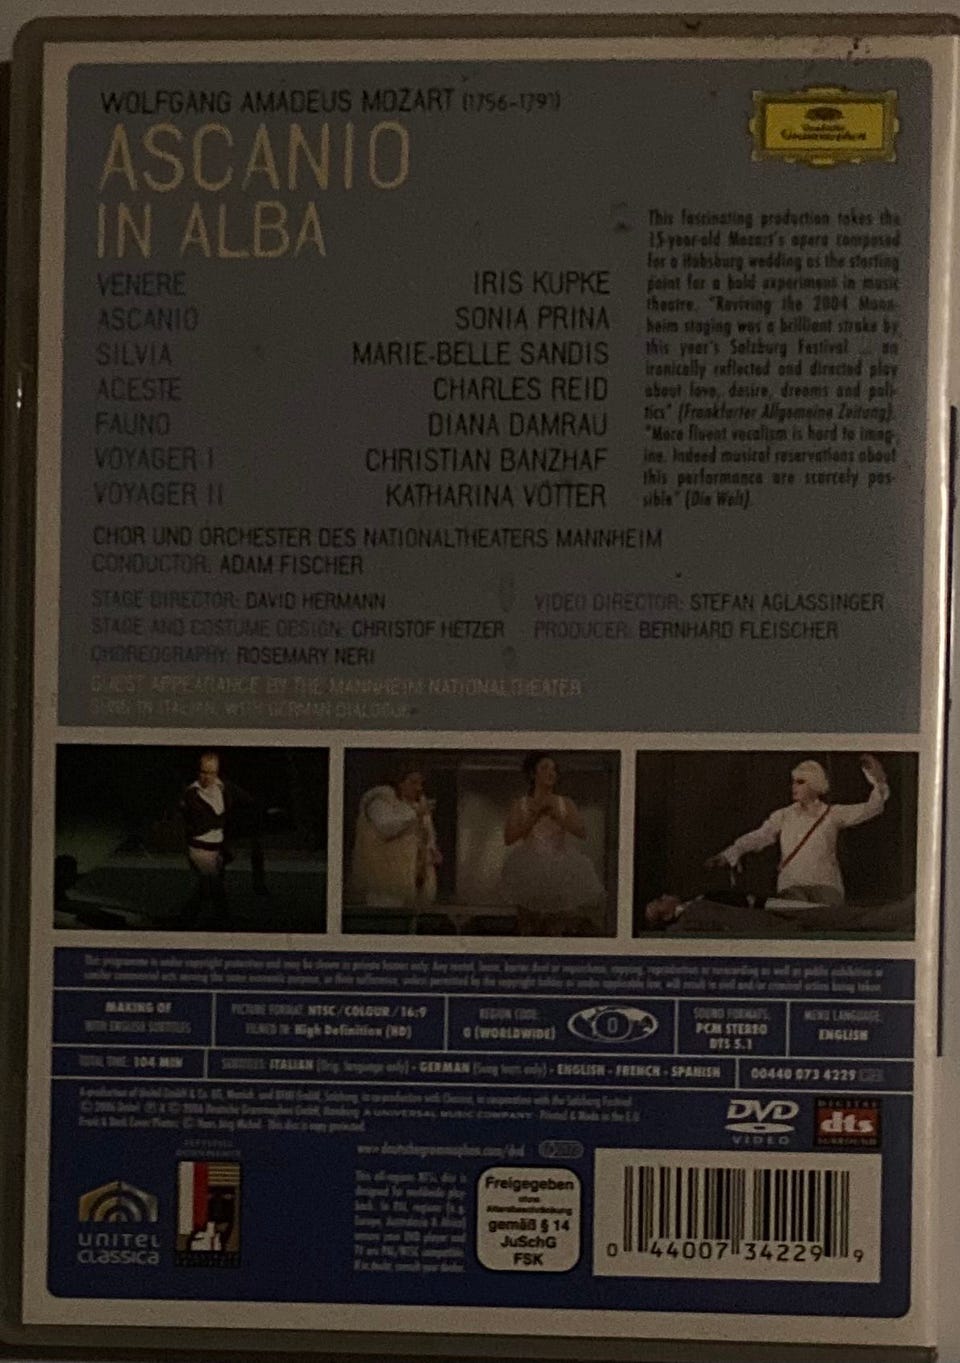 WOLFGANG AMADEUS MOZART (1756-1791)
ASCANIO
IN ALBA
Deutsche
Grammophon
VENERE IRIS KUPKE
ASCANIO SONIA PRINA
SILVIA MARIE-BELLE SANDIS
ACESTE CHARLES REID
FAUNO DIANA DAMRAU
VOYAGER I CHRISTIAN BANZHAF
VOYAGER II KATHARINA VÖTTER
CHOR UND ORCHESTER DES NATIONALTHEATERS MANNHEIM
CONDUCTOR: ADAM FISCHER
STAGE DIRECTOR: DAVID HERMANN
STAGE AND COSTUME DESIGN: CHRISTOF HETZER
CHOREOGRAPHY: ROSEMARY NERI
VIDEO DIRECTOR: STEFAN AGLASSINGER
PRODUCER: BERNHARD FLEISCHER
GUEST APPEARANCE BY THE MANNHEIM NATIONALTHEATER
SUNG IN ITALIAN, WITH GERMAN DIALOGUE
This fascinating production takes the
15-year-old Mozart's opera composed
for a Habsburg wedding as the starting
point for a bold experiment in music
theatre. "Reviving the 2004 Mann-
heim staging was a brilliant stroke by
this year's Salzburg Festival ... an
ironically reflected and directed play
about love, desire, dreams and poli-
tics" (Frankfurter Allgemeine Zeitung).
"More fluent vocalism is hard to imag-
ine. Indeed musical reservations about
this performance are scarcely pos-
sible" (Die Welt).
MAKING OF
WITH ENGLISH SUBTITLES
PICTURE FORMAT: NTSC/COLOUR/16:9
FILMED IN: High Definition (HD)
REGION CODE:
0 (WORLDWIDE)
0
SOUND FORMATS:
PCM STEREO
DTS 5.1
MENU LANGUAGE:
ENGLISH
TOTAL TIME: 104 MIN
SUBTITLES: ITALIAN (Orig. language only) - GERMAN (Sung texts only) - ENGLISH - FRENCH - SPANISH
00440 073 4229
A UNIVERSAL MUSIC COMPANY
www.deutschegrammophon.com/dvd
DVD
VIDEO
DIGITAL
dts
SURROUND
UNITEL
CLASSICA
Freigegeben
ohne
Altersbeschränkung
gemäß § 14
JuSchG
FSK
0 44007 34229 9